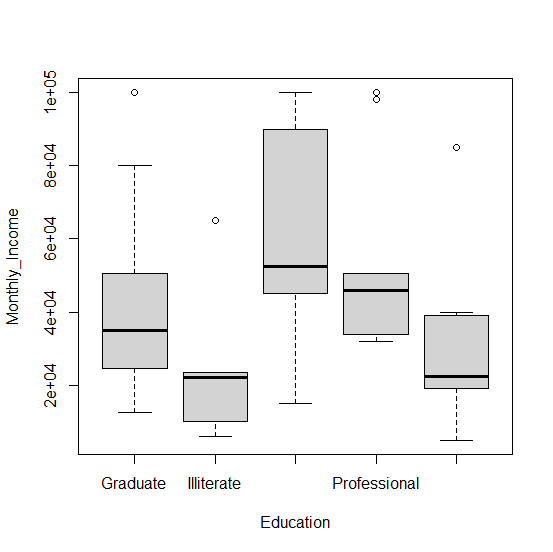 1e+05
8e+04
6e+04
4e+04
2e+04
Monthly_Income
Graduate Illiterate Professional
Education